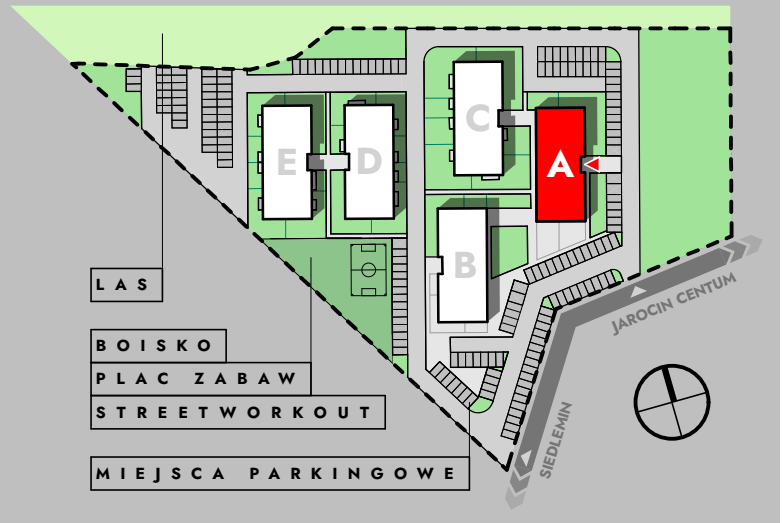 C
E
D
A
B
LAS
BOISKO
PLAC ZABAW
STREETWORKOUT
MIEJSCA PARKINGOWE
JAROCIN CENTUM
SIEDLEMIN